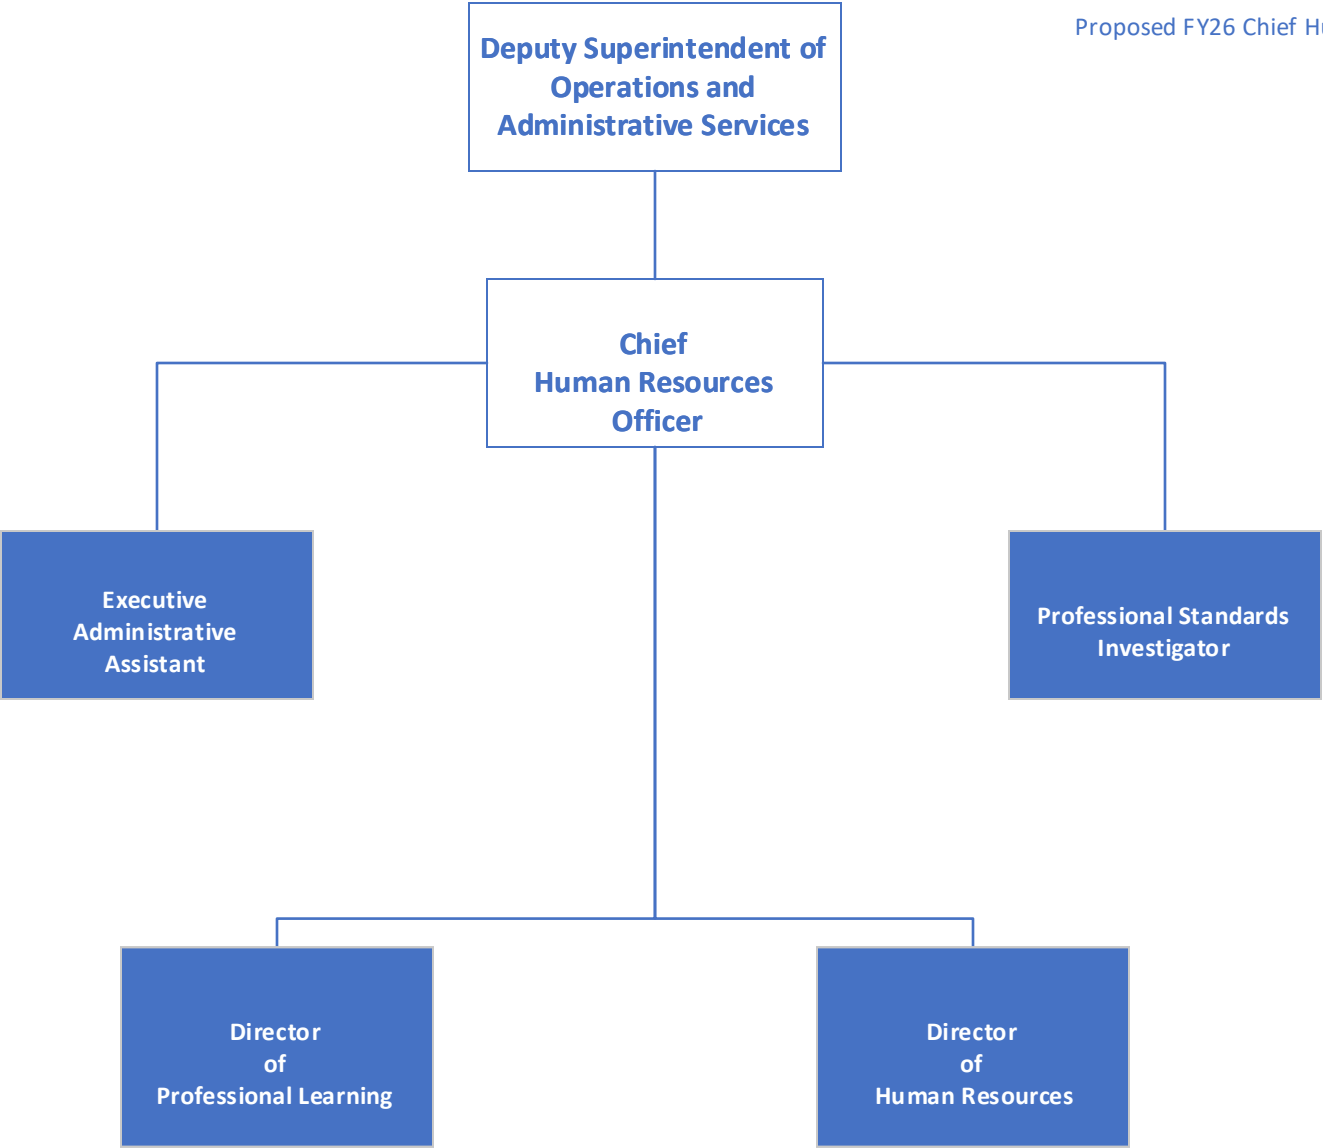 Proposed FY26 Chief
Deputy Superintendent of
Operations and
Administrative Services
Chief
Human Resources
Officer
Executive
Administrative
Assistant
Professional Standards
Investigator
Director
of
Professional Learning
Director
of
Human Resources